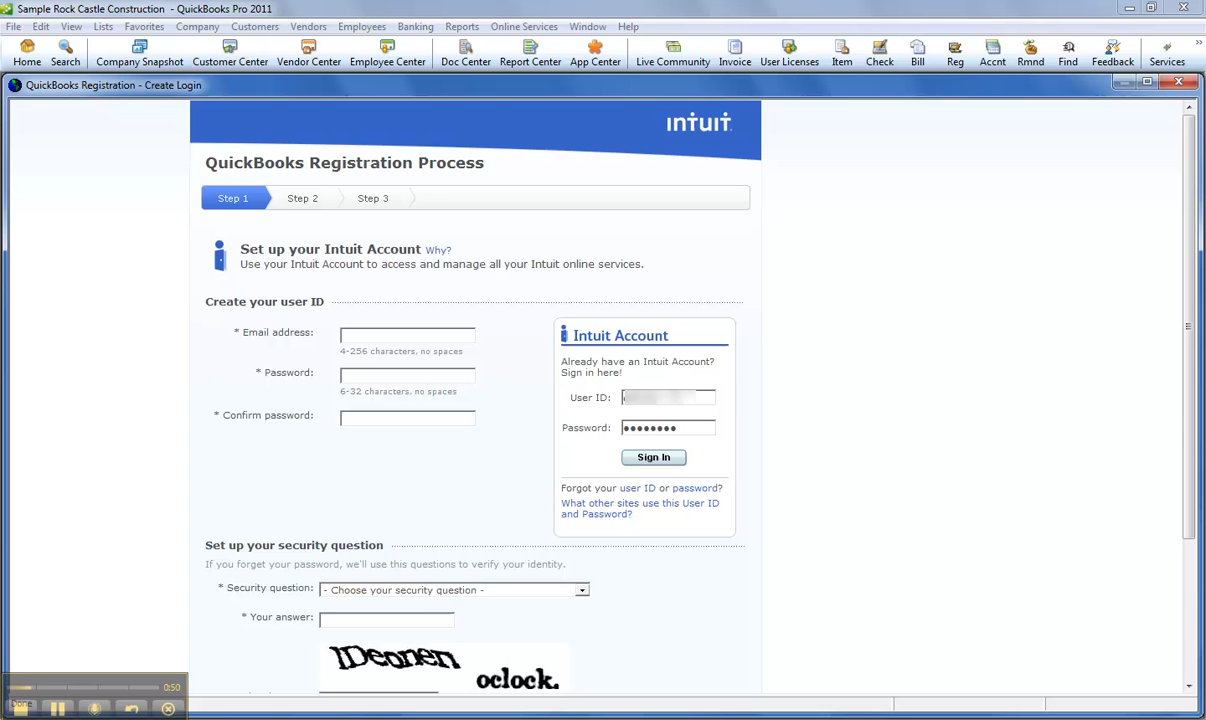 Sample Rock Castle Construction - QuickBooks Pro 2011
File Edit View Lists Favorites Company Customers Vendors Employees Banking Reports Online Services Window Help
Home Search Company Snapshot Customer Center Vendor Center Employee Center Doc Center Report Center App Center Live Community Invoice User Licenses Item Check Bill Reg Accnt Rmnd Find Feedback Services
QuickBooks Registration - Create Login
intuit
QuickBooks Registration Process
Step 1 Step 2 Step 3
Set up your Intuit Account Why?
Use your Intuit Account to access and manage all your Intuit online services.
Create your user ID
* Email address:
4-256 characters, no spaces
* Password:
6-32 characters, no spaces
* Confirm password:
Intuit Account
Already have an Intuit Account?
Sign in here!
User ID:
Password: ●●●●●●●●
Sign In
Forgot your user ID or password?
What other sites use this User ID
and Password?
Set up your security question
If you forget your password, we'll use this questions to verify your identity.
* Security question: - Choose your security question -
* Your answer:
oclock.
0:50
Done